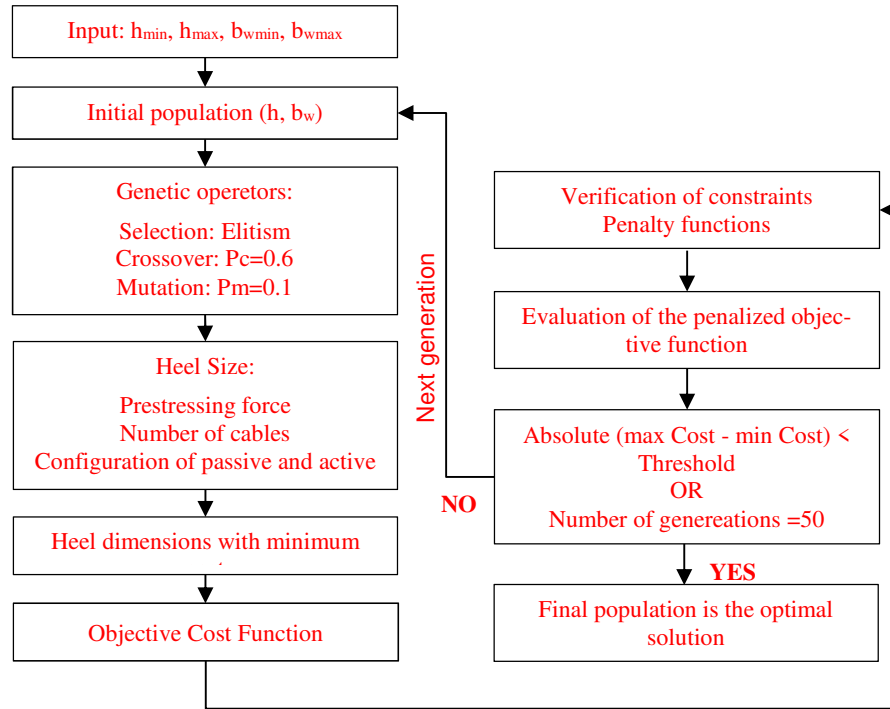 Input: hmin, hmax, bwmin, bwmax
Initial population (h, bw)
Genetic operetors:
Selection: Elitism
Crossover: Pc=0.6
Mutation: Pm=0.1
Heel Size:
Prestressing force
Number of cables
Configuration of passive and active
Heel dimensions with minimum
Objective Cost Function
Next generation
Verification of constraints
Penalty functions
Evaluation of the penalized objec-
tive function
Absolute (max Cost - min Cost) <
Threshold
OR
Number of genereations =50
NO
YES
Final population is the optimal
solution